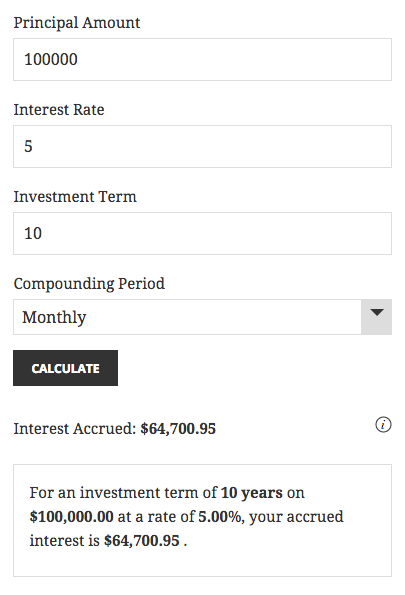 Principal Amount
100000
Interest Rate
5
Investment Term
10
Compounding Period
Monthly
CALCULATE
Interest Accrued: $64,700.95
For an investment term of 10 years on
$100,000.00 at a rate of 5.00%, your accrued
interest is $64,700.95 .